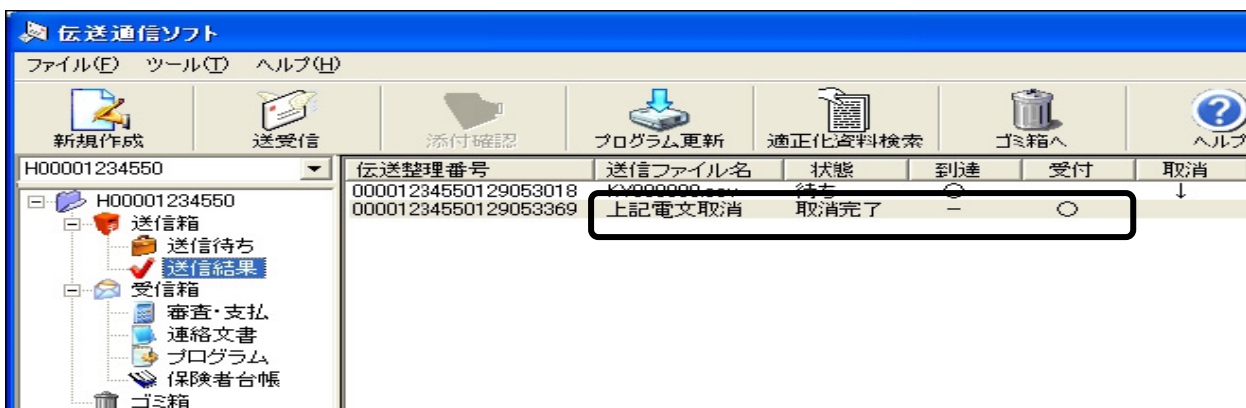 伝送通信ソフト
ファイル(F) ツール(T) ヘルプ(H)
新規作成 送受信 添付確認 プログラム更新 適正化資料検索 ゴミ箱へ ヘルプ
H00001234550
伝送整理番号 送信ファイル名 状態 到達 受付 取消
000012345500129053018 待ち ○ ↓
000012345500129053369 上記電文取消 取消完了 − ○
H00001234550
送信箱
送信待ち
送信結果
受信箱
審査・支払
連絡文書
プログラム
保険者台帳
ゴミ箱